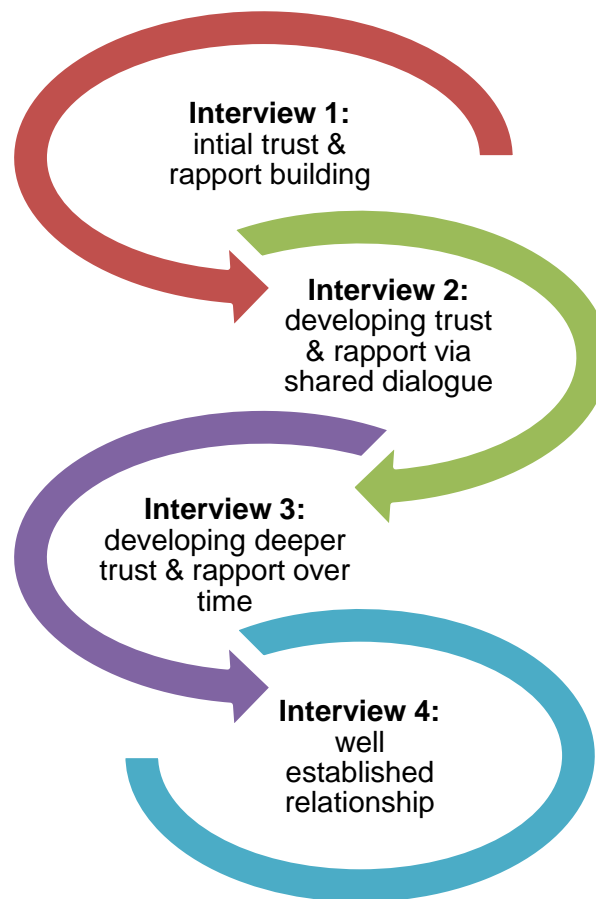 Interview 1:
intial trust &
rapport building
Interview 2:
developing trust
& rapport via
shared dialogue
Interview 3:
developing deeper
trust & rapport over
time
Interview 4:
well
established
relationship